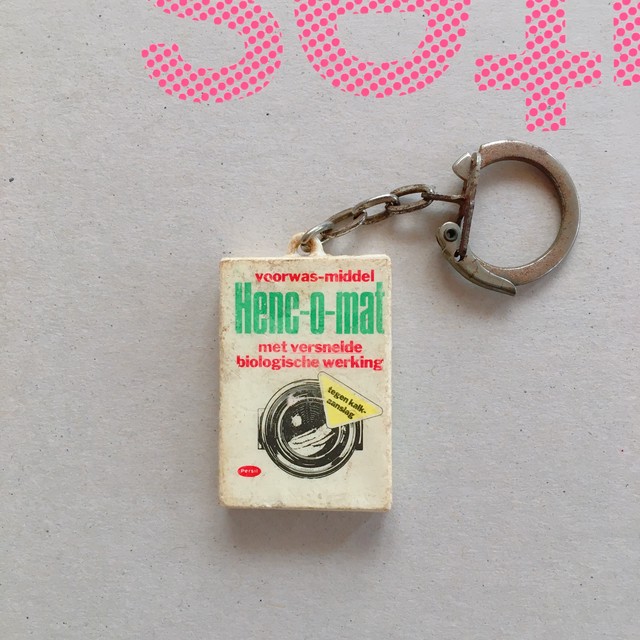 voorwas-middel
Henc-o-mat
met versnelde
biologische werking
tegen kalk-
aanslag
Persil